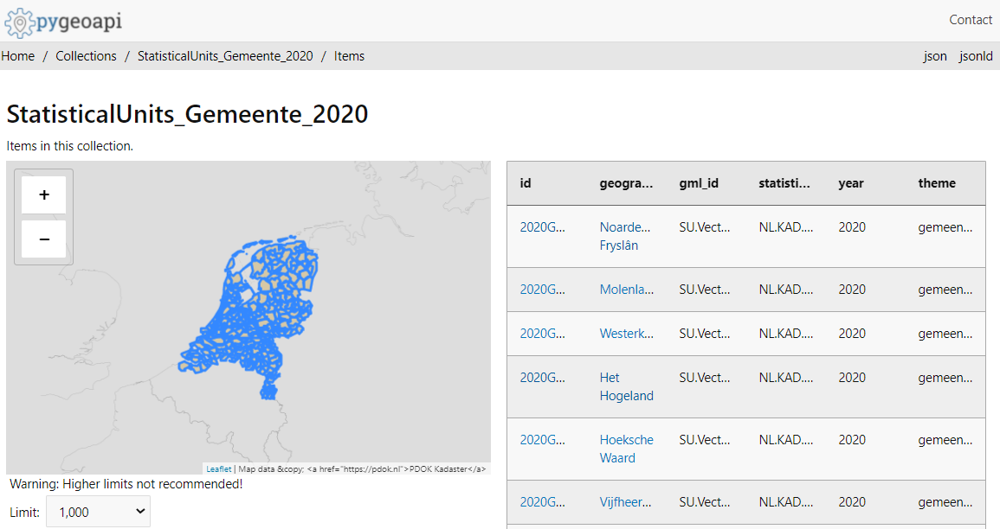 pygeoapi
Contact
Home / Collections / StatisticalUnits_Gemeente_2020 / Items
json jsonld
StatisticalUnits_Gemeente_2020
Items in this collection.
+
−
Leaflet | Map data &copy; <a href="https://pdok.nl">PDOK Kadaster</a>
Warning: Higher limits not recommended!
Limit: 1,000
id geogra... gml_id statisti... year theme
2020G... Noarde... SU.Vect... NL.KAD.... 2020 gemeen...
Fryslân
2020G... Molenla... SU.Vect... NL.KAD.... 2020 gemeen...
2020G... Westerk... SU.Vect... NL.KAD.... 2020 gemeen...
2020G... Het SU.Vect... NL.KAD.... 2020 gemeen...
Hogeland
2020G... Hoeksche SU.Vect... NL.KAD.... 2020 gemeen...
Waard
2020G... Vijfheer... SU.Vect... NL.KAD.... 2020 gemeen...